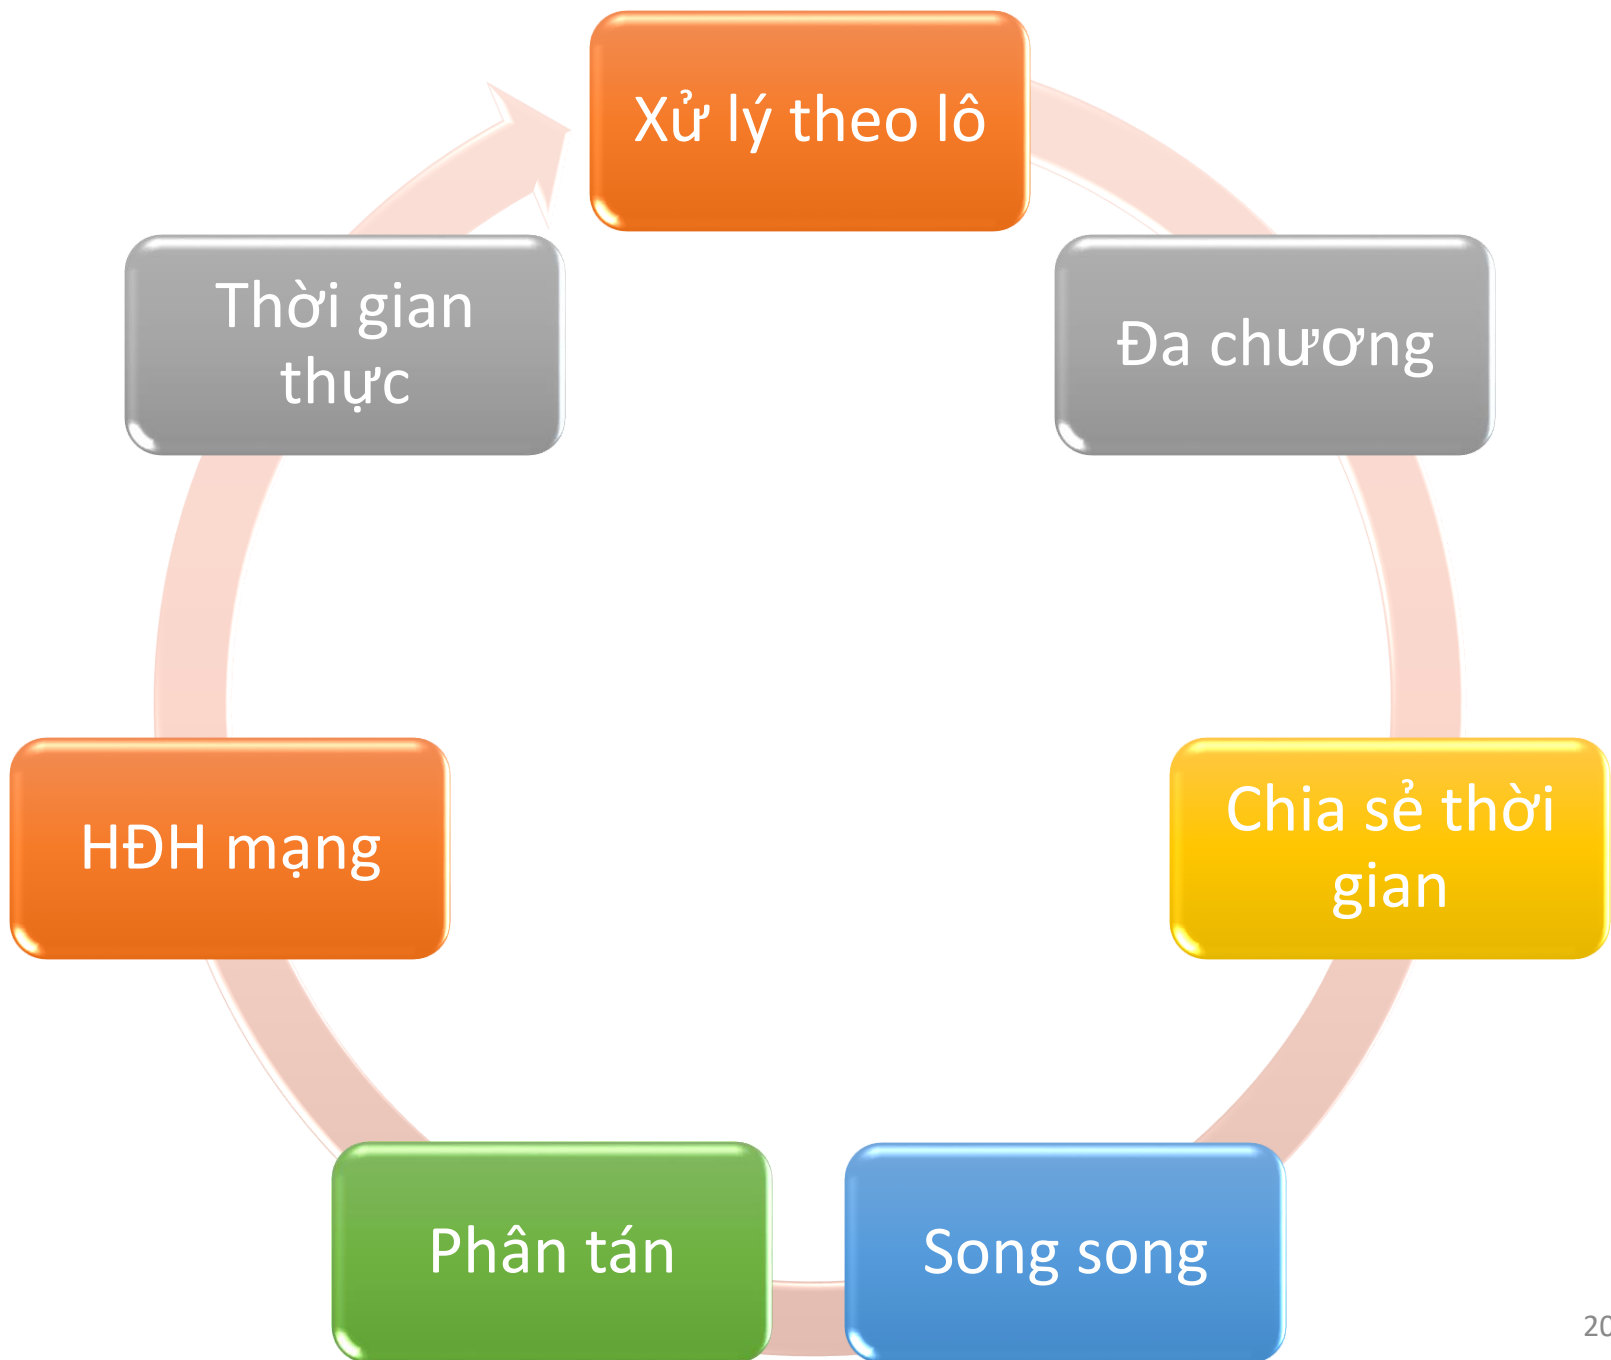 Xử lý theo lô
Đa chương
Chia sẻ thời
gian
Song song
Phân tán
HĐH mạng
Thời gian
thực
20